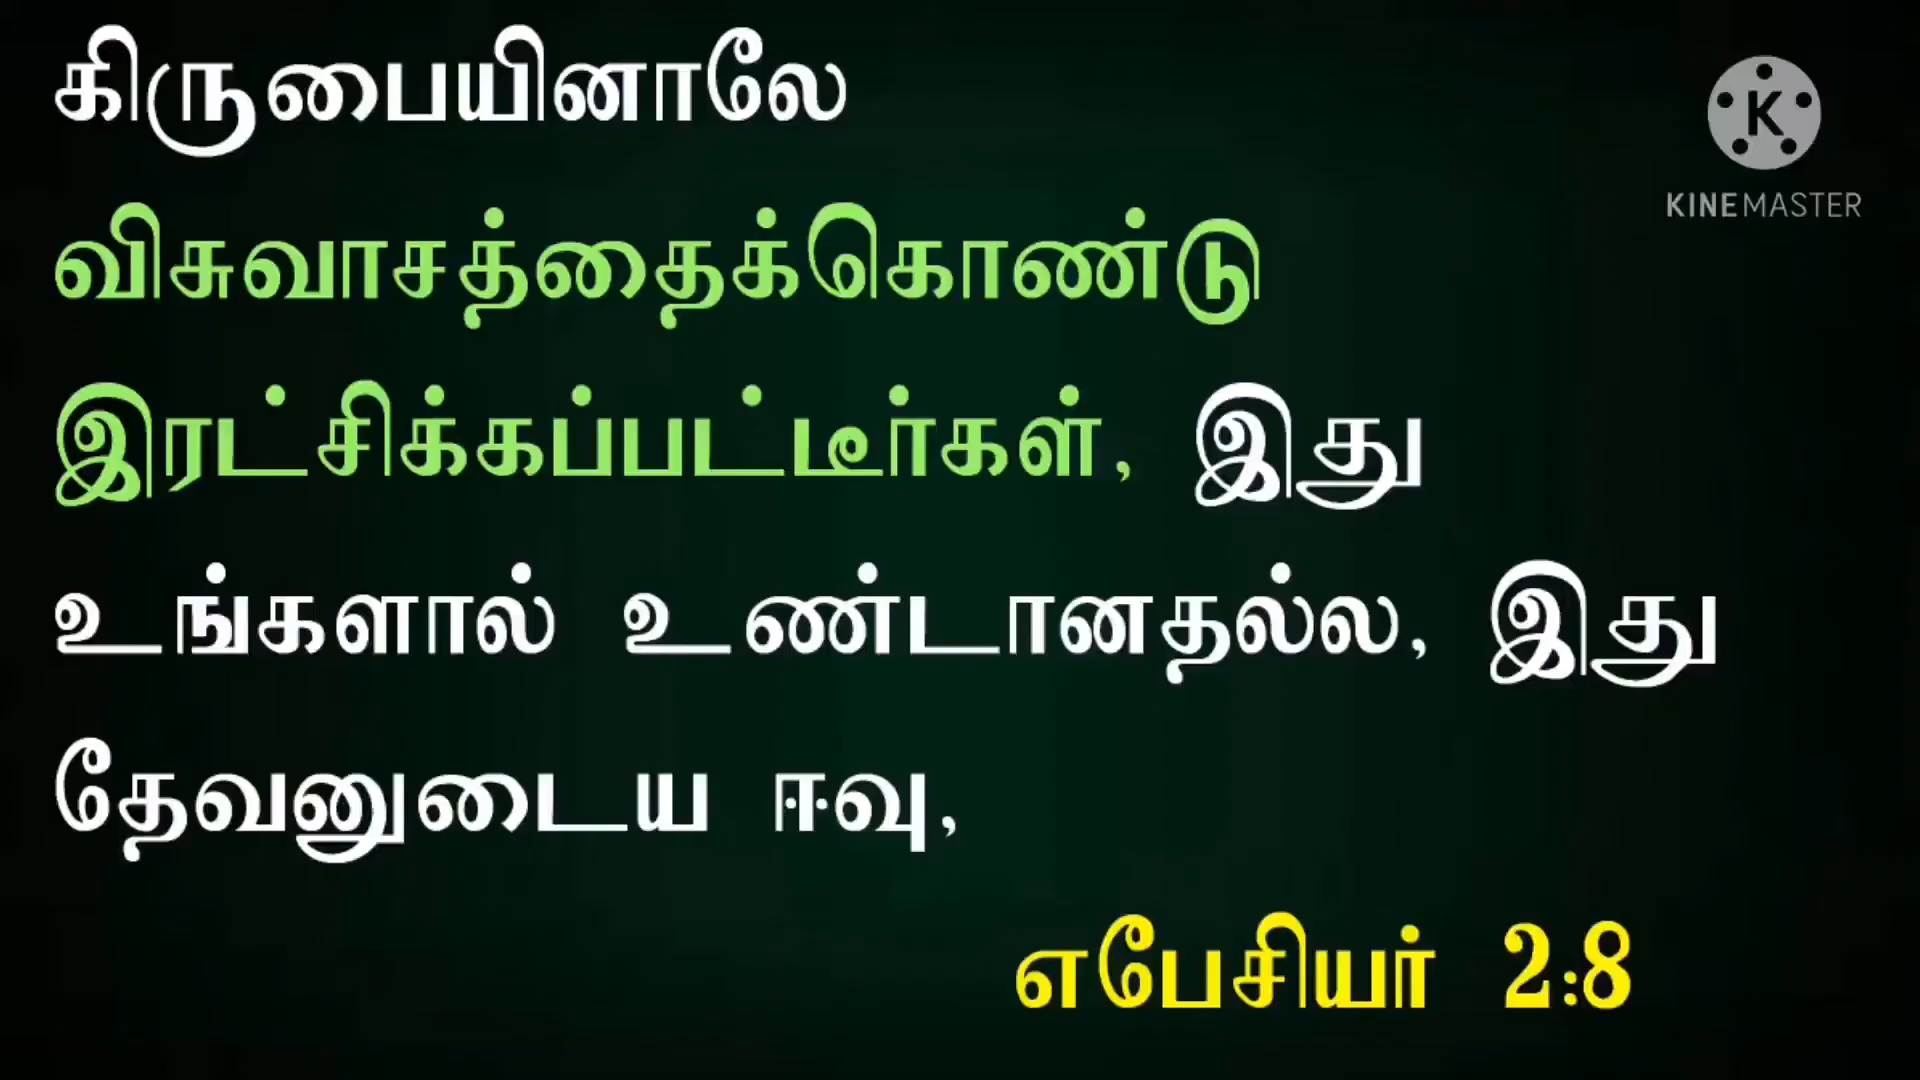 கிருபையினாலே
விசுவாசத்தைக்கொண்டு
இரட்சிக்கப்பட்டீர்கள், இது
உங்களால் உண்டானதல்ல, இது
தேவனுடைய ஈவு,
எபேசியர் 2:8
K
KINEMASTER